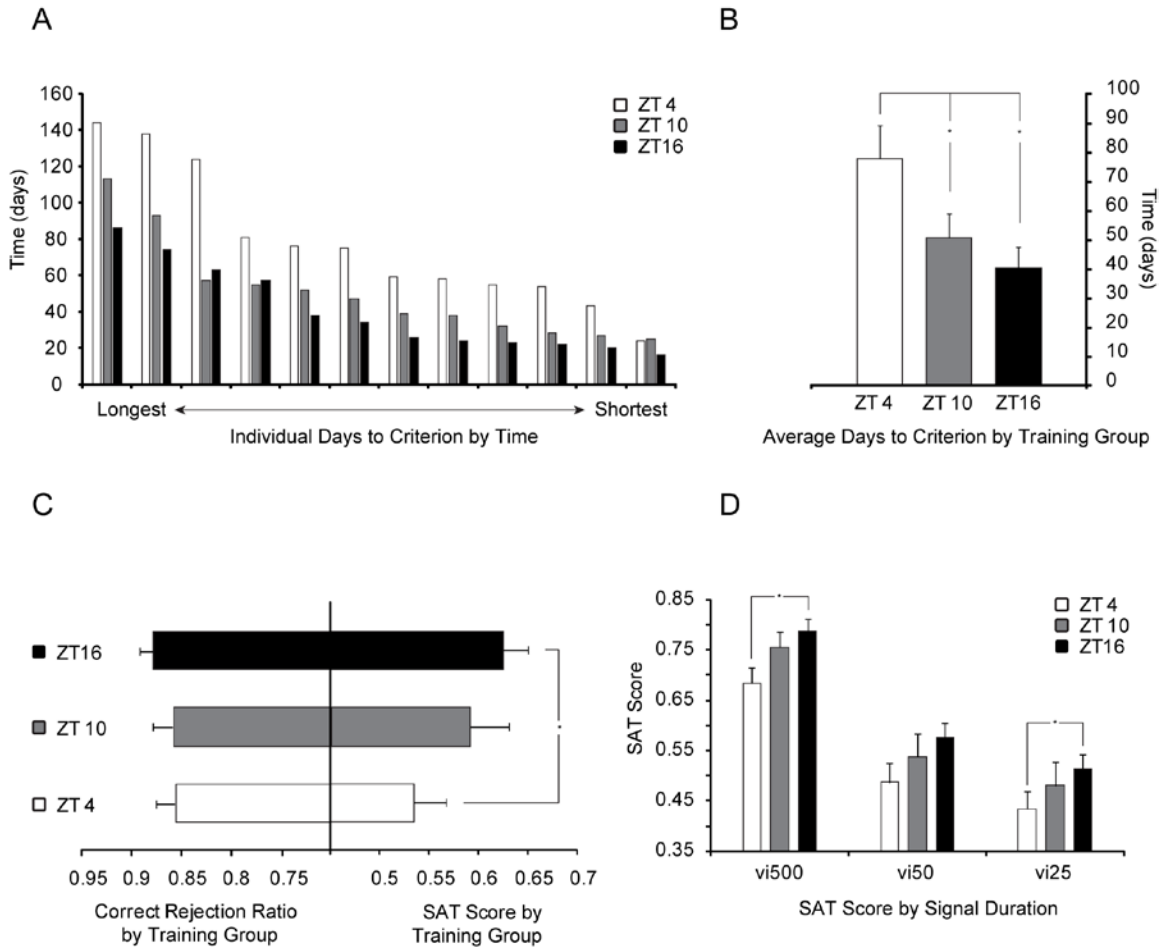 A
160
140
120
100
80
60
40
20
0
Time (days)
ZT 4
ZT 10
ZT16
Longest
Shortest
Individual Days to Criterion by Time
B
100
90
80
70
60
50
40
30
20
10
0
Time (days)
*
*
ZT 4
ZT 10
ZT16
Average Days to Criterion by Training Group
C
ZT16
ZT 10
ZT 4
*
0.95
0.9
0.85
0.8
0.75
0.5
0.55
0.6
0.65
0.7
Correct Rejection Ratio
by Training Group
SAT Score by
Training Group
D
0.85
0.75
0.65
0.55
0.45
0.35
SAT Score
*
*
ZT 4
ZT 10
ZT16
vi500
vi50
vi25
SAT Score by Signal Duration